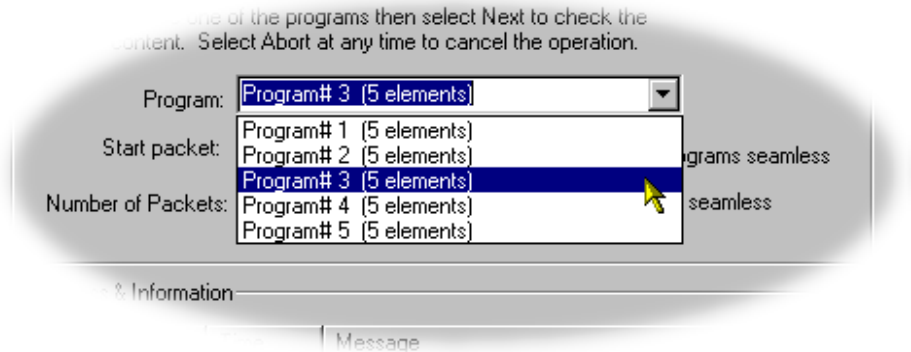 one of the programs then select Next to check the
content. Select Abort at any time to cancel the operation.
Program: Program# 3 (5 elements)
Program# 1 (5 elements)
Start packet: Program# 2 (5 elements) seamless
Program# 3 (5 elements)
Number of Packets: Program# 4 (5 elements) seamless
Program# 5 (5 elements)
& Information
Message